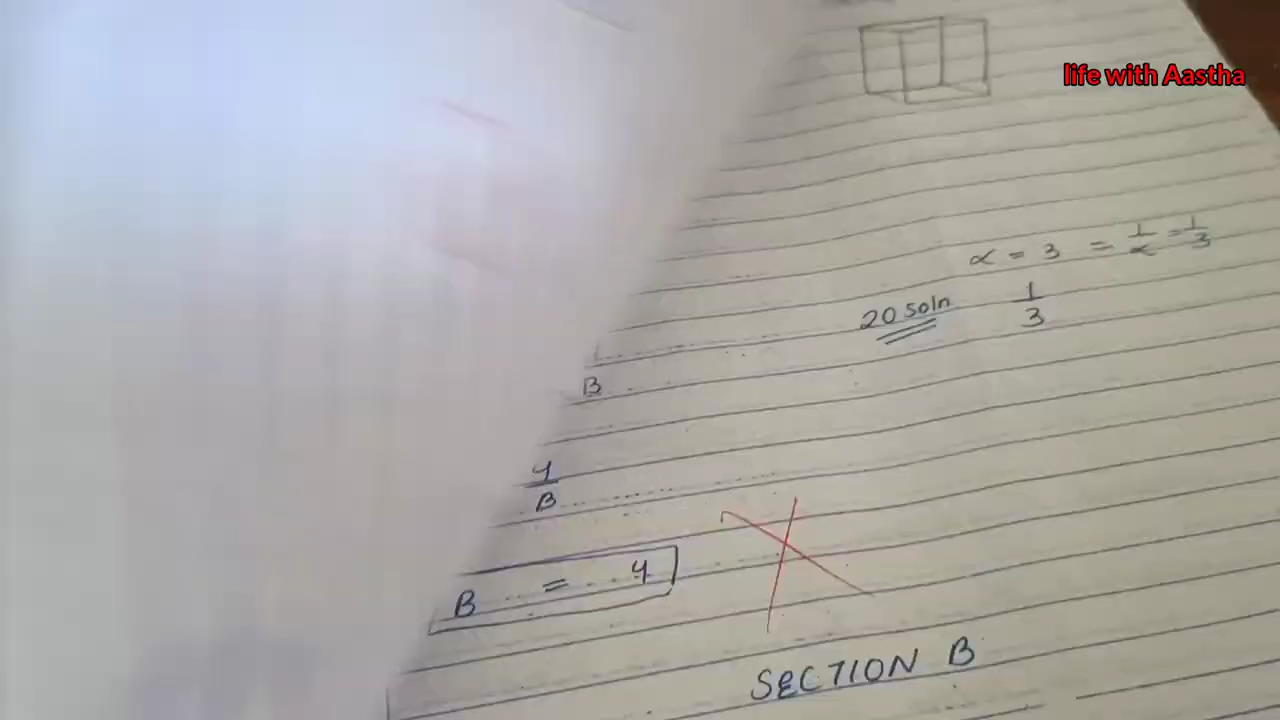 life with Aastha
α = 3 = 1/α = 1/3
20 soln 1/3
B
4/B
B = 4
SECTION B